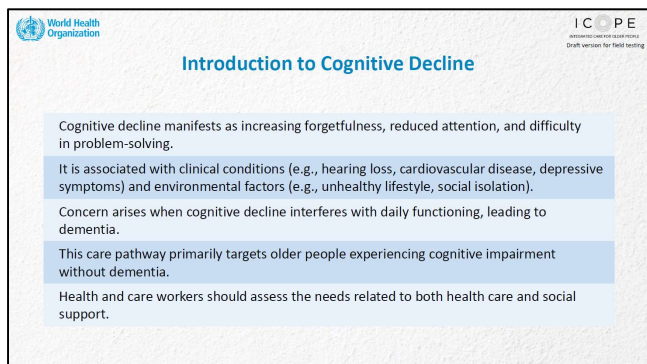 World Health
Organization
ICOPE
INTEGRATED CARE FOR OLDER PEOPLE
Draft version for field testing
Introduction to Cognitive Decline
Cognitive decline manifests as increasing forgetfulness, reduced attention, and difficulty
in problem-solving.
It is associated with clinical conditions (e.g., hearing loss, cardiovascular disease, depressive
symptoms) and environmental factors (e.g., unhealthy lifestyle, social isolation).
Concern arises when cognitive decline interferes with daily functioning, leading to
dementia.
This care pathway primarily targets older people experiencing cognitive impairment
without dementia.
Health and care workers should assess the needs related to both health care and social
support.